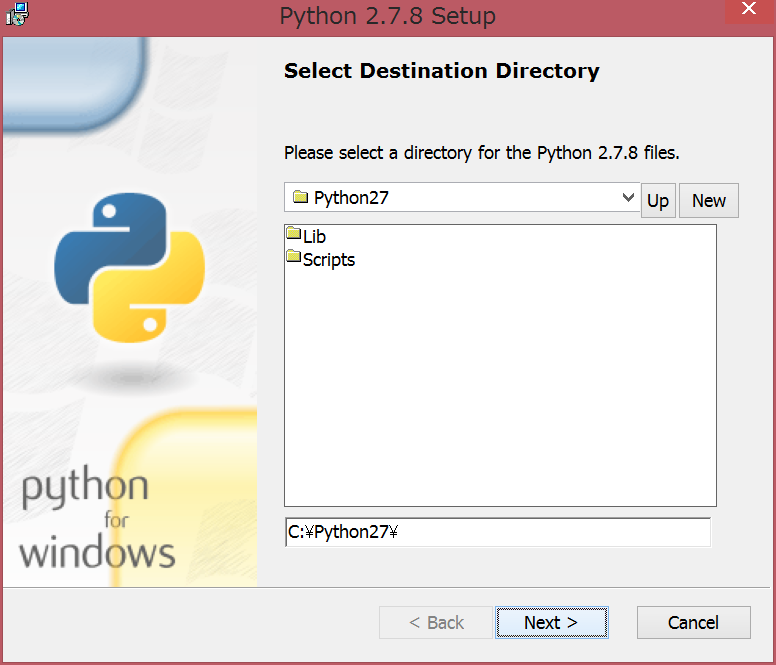 Python 2.7.8 Setup
Select Destination Directory
Please select a directory for the Python 2.7.8 files.
Python27
Up
New
Lib
Scripts
C:¥Python27¥
python
for
windows
< Back
Next >
Cancel